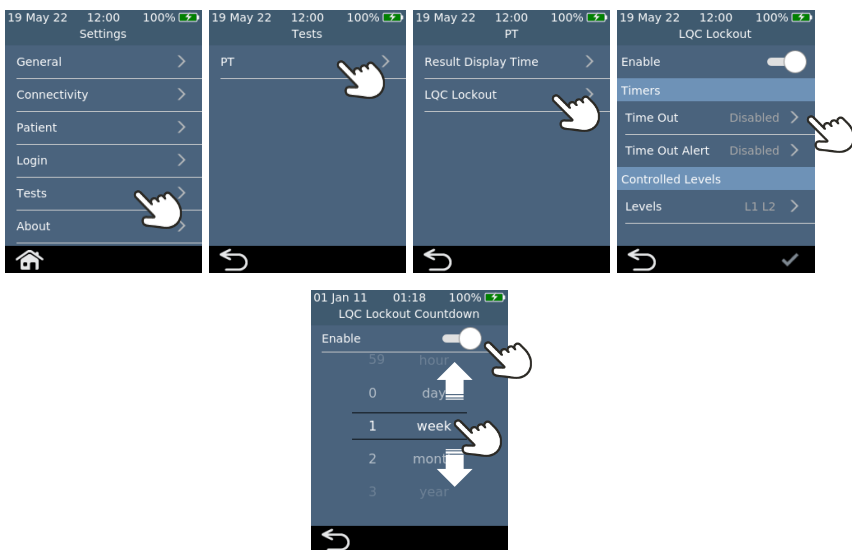 19 May 22 12:00 100%
Settings
General
Connectivity
Patient
Login
Tests
About
19 May 22 12:00 100%
Tests
PT
19 May 22 12:00 100%
PT
Result Display Time
LQC Lockout
19 May 22 12:00 100%
LQC Lockout
Enable
Timers
Time Out Disabled
Time Out Alert Disabled
Controlled Levels
Levels L1 L2
01 Jan 11 01:18 100%
LQC Lockout Countdown
Enable
59 hour
0 day
1 week
2 month
3 year